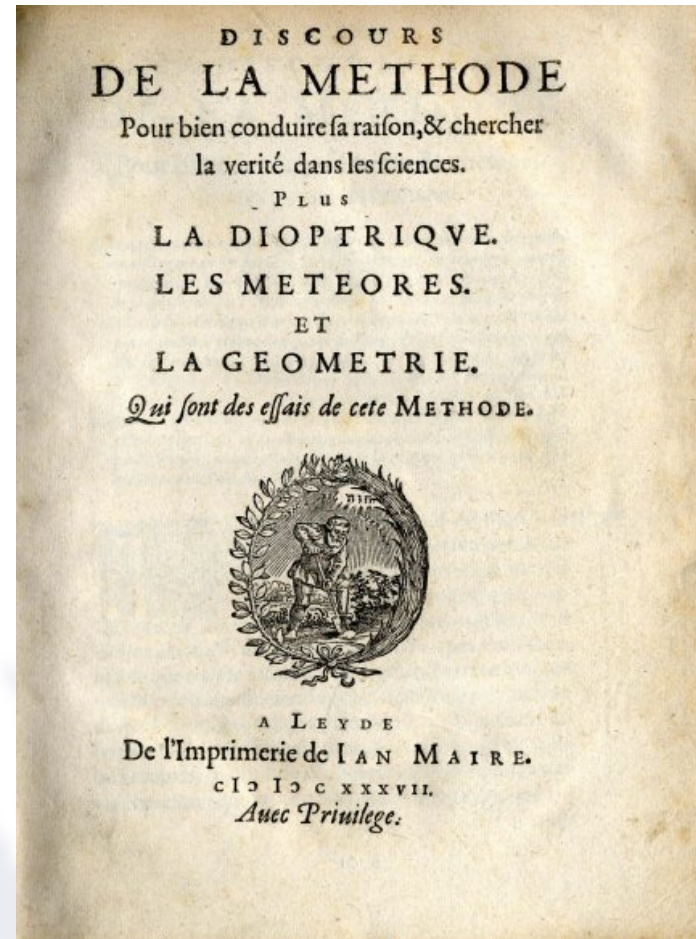 DISCOURS
DE LA METHODE
Pour bien conduire ſa raiſon,& chercher
la verité dans les ſciences.
PLUS
LA DIOPTRIQVE.
LES METEORES.
ET
LA GEOMETRIE.
Qui ſont des eſſais de cete METHODE.
A LEYDE
De l'Imprimerie de IAN MAIRE.
cIↄ Iↄ c xxxvii.
Auec Priuilege.